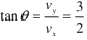 tan θ = v_y / v_x = 3 / 2